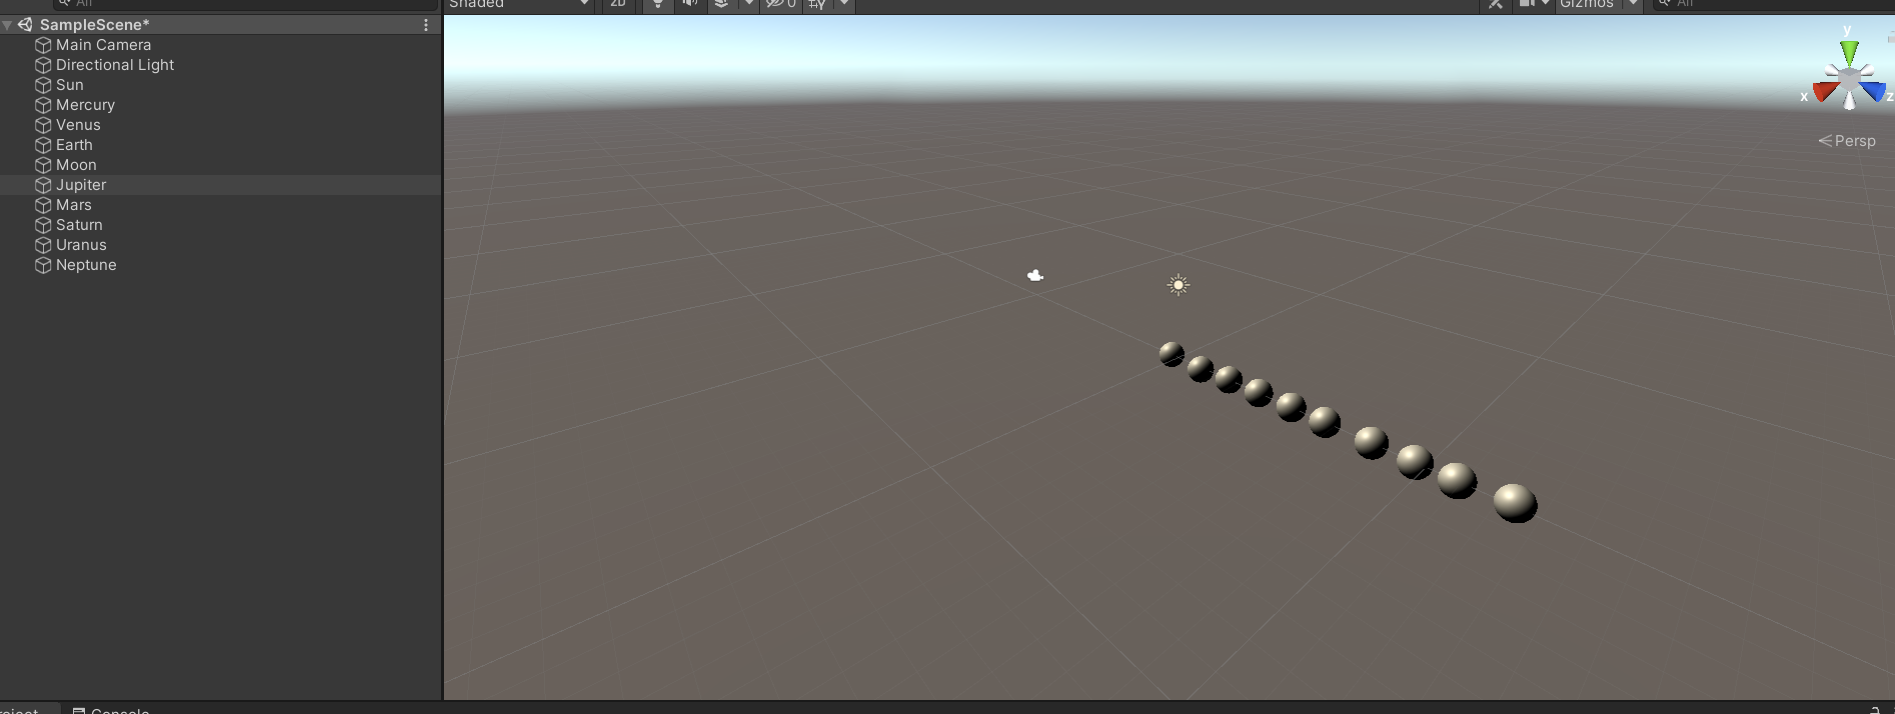 All
SampleScene*
Main Camera
Directional Light
Sun
Mercury
Venus
Earth
Moon
Jupiter
Mars
Saturn
Uranus
Neptune
Shaded 2D 0 Gizmos All
y
x z
Persp
Console